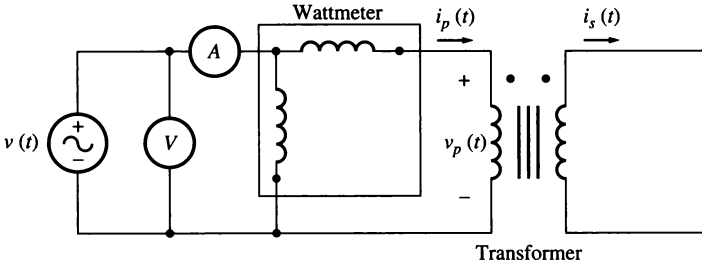 Wattmeter
i_p (t)
i_s (t)
A
+
+
v (t)
V
v_p (t)
−
−
Transformer